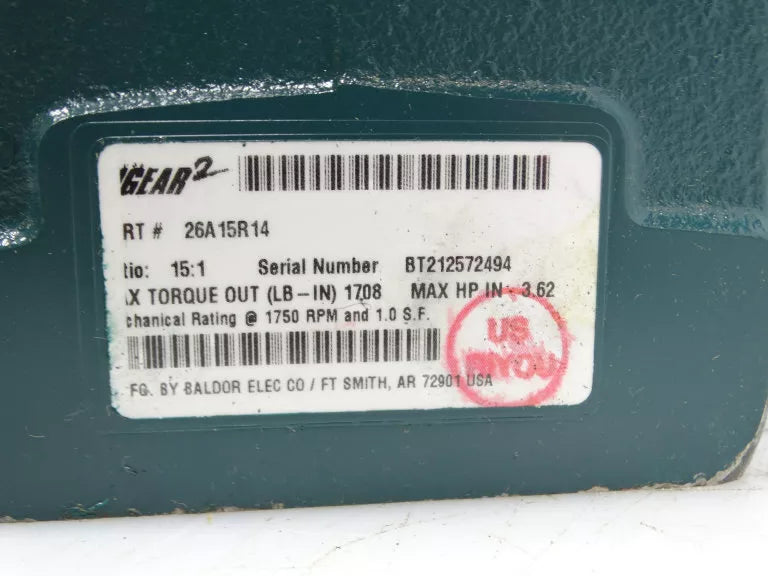 GEAR2
RT # 26A15R14
tio: 15:1 Serial Number BT212572494
X TORQUE OUT (LB-IN) 1708 MAX HP IN - 3.62
chanical Rating @ 1750 RPM and 1.0 S.F.
FG. BY BALDOR ELEC CO / FT SMITH, AR 72901 USA
US